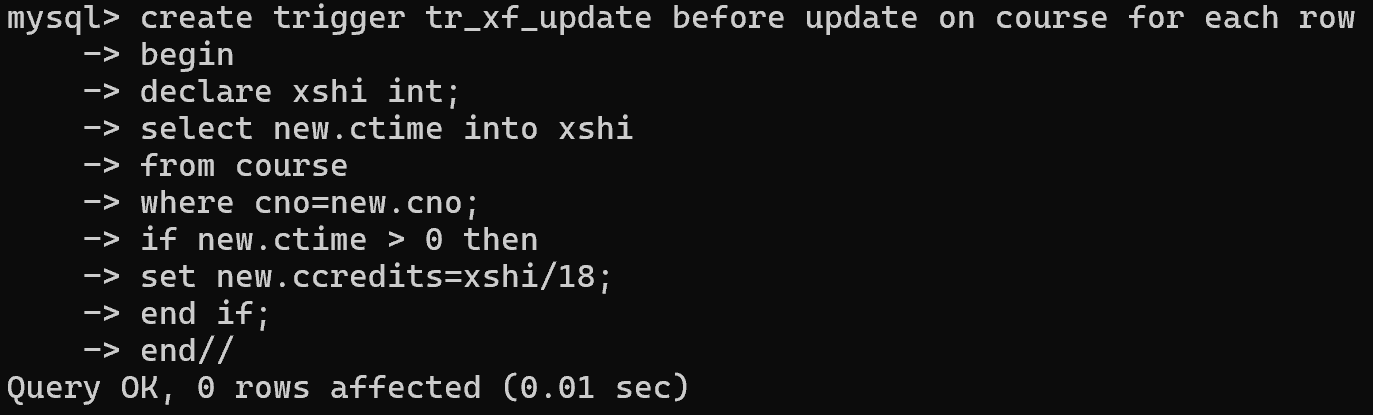 mysql> create trigger tr_xf_update before update on course for each row
    -> begin
    -> declare xshi int;
    -> select new.ctime into xshi
    -> from course
    -> where cno=new.cno;
    -> if new.ctime > 0 then
    -> set new.ccredits=xshi/18;
    -> end if;
    -> end//
Query OK, 0 rows affected (0.01 sec)